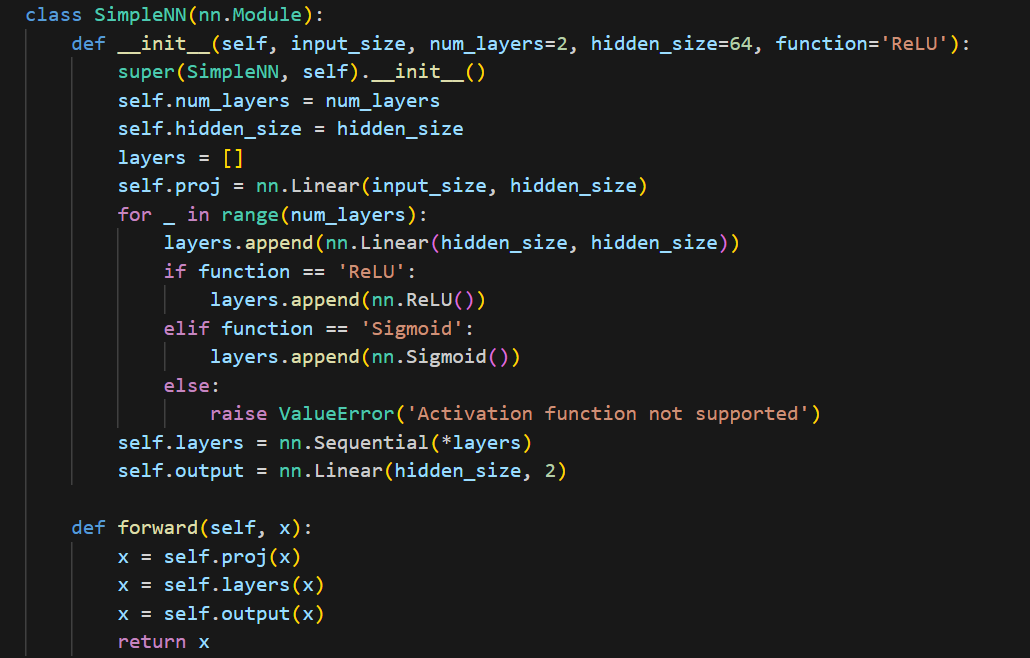 class SimpleNN(nn.Module):
    def __init__(self, input_size, num_layers=2, hidden_size=64, function='ReLU'):
        super(SimpleNN, self).__init__()
        self.num_layers = num_layers
        self.hidden_size = hidden_size
        layers = []
        self.proj = nn.Linear(input_size, hidden_size)
        for _ in range(num_layers):
            layers.append(nn.Linear(hidden_size, hidden_size))
            if function == 'ReLU':
                layers.append(nn.ReLU())
            elif function == 'Sigmoid':
                layers.append(nn.Sigmoid())
            else:
                raise ValueError('Activation function not supported')
        self.layers = nn.Sequential(*layers)
        self.output = nn.Linear(hidden_size, 2)
    def forward(self, x):
        x = self.proj(x)
        x = self.layers(x)
        x = self.output(x)
        return x